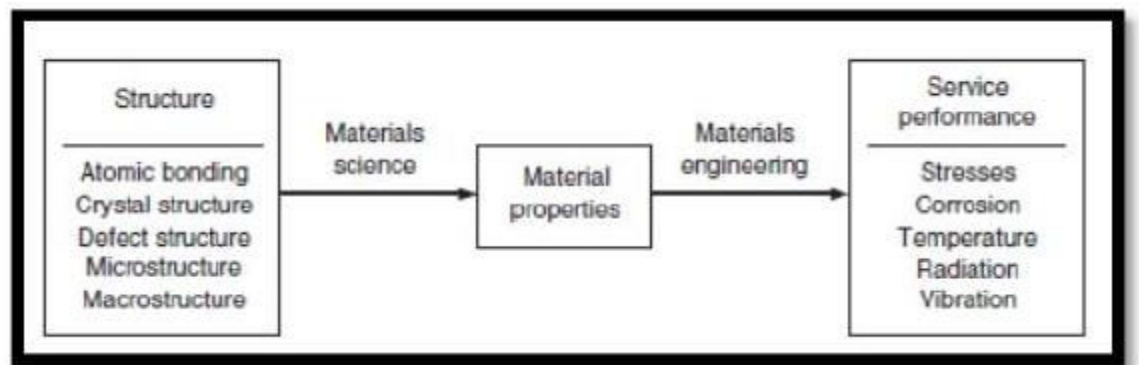 Structure
Atomic bonding
Crystal structure
Defect structure
Microstructure
Macrostructure
Materials
science
Material
properties
Materials
engineering
Service
performance
Stresses
Corrosion
Temperature
Radiation
Vibration